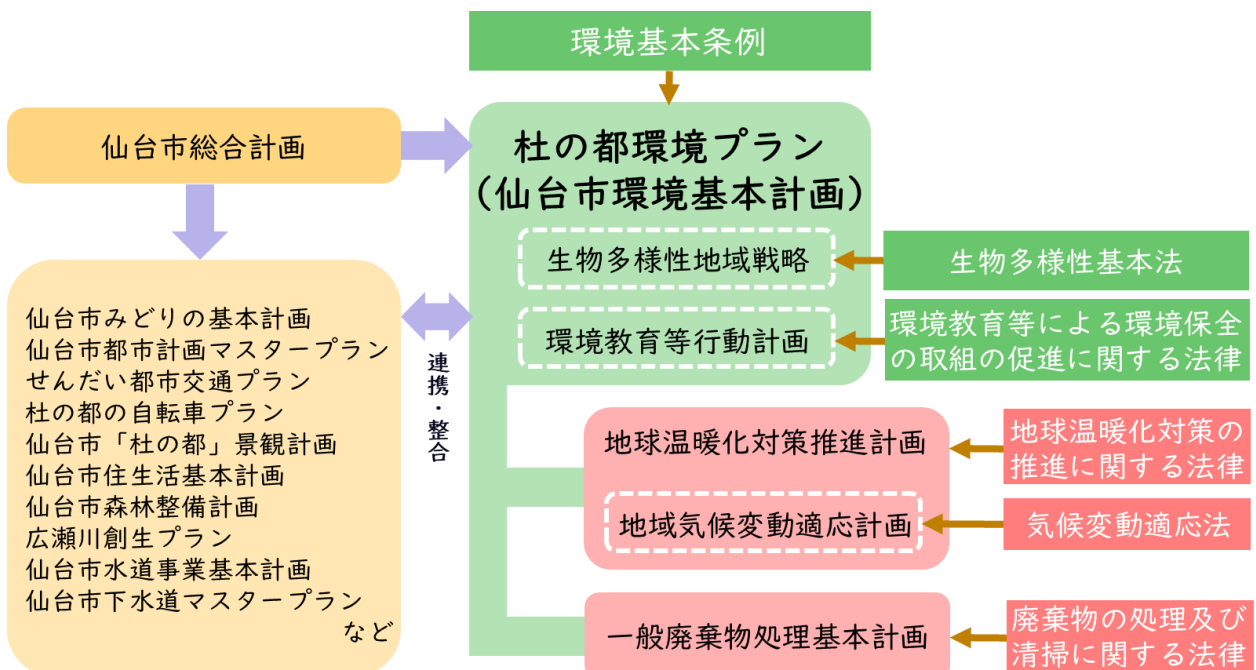 環境基本条例
仙台市総合計画
杜の都環境プラン
(仙台市環境基本計画)
生物多様性地域戦略
生物多様性基本法
環境教育等行動計画
環境教育等による環境保全
の取組の促進に関する法律
仙台市みどりの基本計画
仙台市都市計画マスタープラン
せんだい都市交通プラン
杜の都の自転車プラン
仙台市「杜の都」景観計画
仙台市住生活基本計画
仙台市森林整備計画
広瀬川創生プラン
仙台市水道事業基本計画
仙台市下水道マスタープラン
など
連携・整合
地球温暖化対策推進計画
地球温暖化対策の
推進に関する法律
地域気候変動適応計画
気候変動適応法
一般廃棄物処理基本計画
廃棄物の処理及び
清掃に関する法律